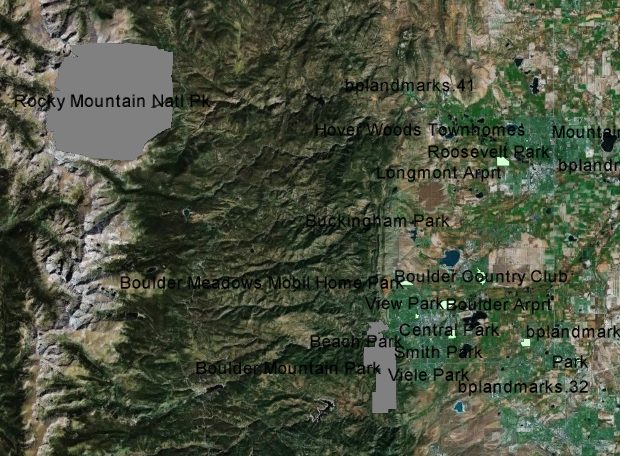 bplandmarks.41
Rocky Mountain Natl Pk
Hover Woods Townhomes
Mountain
Roosevelt Park
bplandm
Longmont Arprt
Buckingham Park
Boulder Country Club
Boulder Meadows Mobil Home Park
View Park
Boulder Arprt
Central Park
bplandmark
Beach Park
Smith Park
Park
Boulder Mountain Park
Viele Park
bplandmarks.32